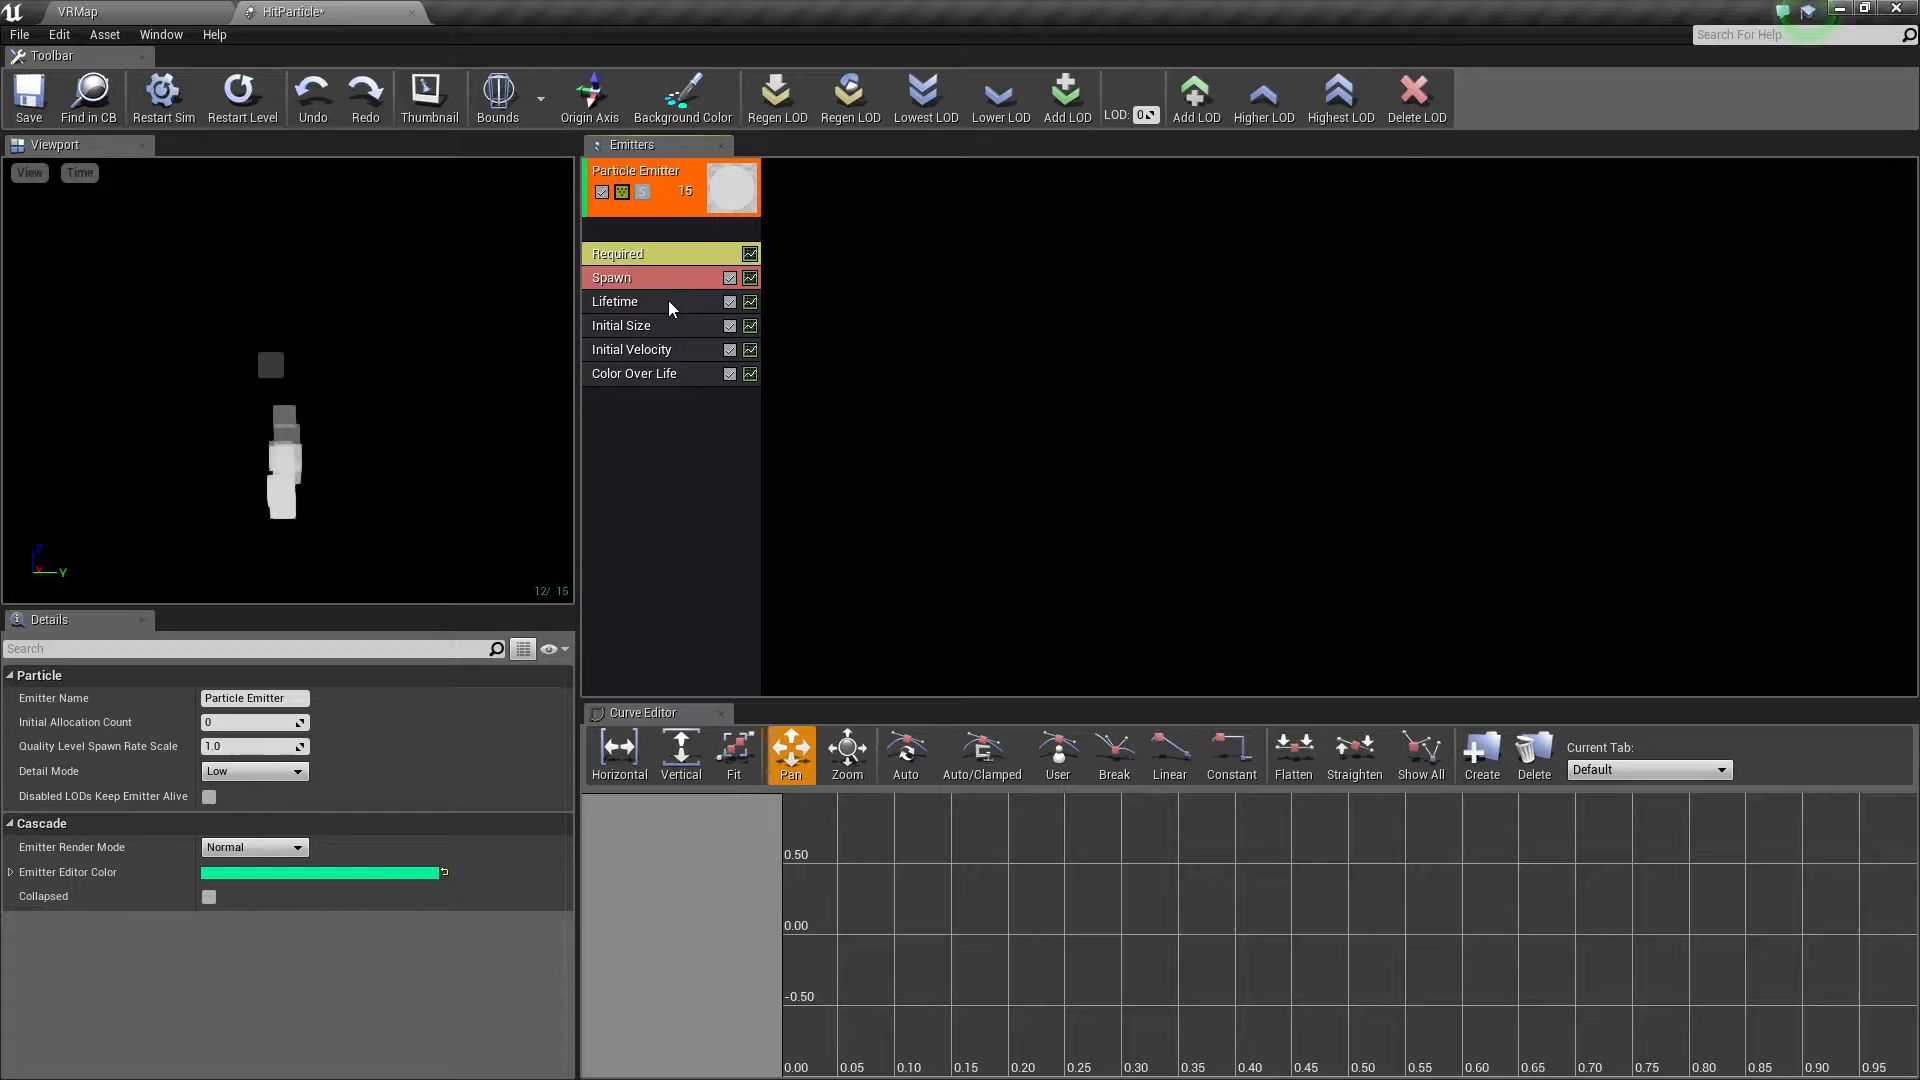 VRMap
HitParticle*
File Edit Asset Window Help
Search For Help
Toolbar
Save
Find in CB
Restart Sim
Restart Level
Undo
Redo
Thumbnail
Bounds
Origin Axis
Background Color
Regen LOD
Regen LOD
Lowest LOD
Lower LOD
Add LOD
LOD: 0
Add LOD
Higher LOD
Highest LOD
Delete LOD
Viewport
View
Time
Z
X
Y
12/ 15
Emitters
Particle Emitter
S
15
Required
Spawn
Lifetime
Initial Size
Initial Velocity
Color Over Life
Details
Search
Particle
Emitter Name Particle Emitter
Initial Allocation Count 0
Quality Level Spawn Rate Scale 1.0
Detail Mode Low
Disabled LODs Keep Emitter Alive
Cascade
Emitter Render Mode Normal
Emitter Editor Color
Collapsed
Curve Editor
Horizontal
Vertical
Fit
Pan
Zoom
Auto
Auto/Clamped
User
Break
Linear
Constant
Flatten
Straighten
Show All
Create
Delete
Current Tab:
Default
0.50
0.00
-0.50
0.00 0.05 0.10 0.15 0.20 0.25 0.30 0.35 0.40 0.45 0.50 0.55 0.60 0.65 0.70 0.75 0.80 0.85 0.90 0.95